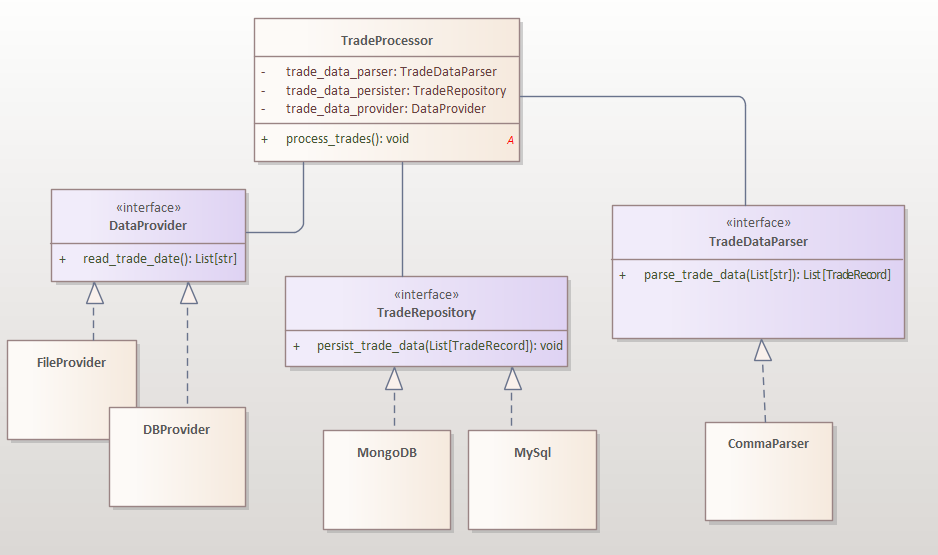 TradeProcessor
- trade_data_parser: TradeDataParser
- trade_data_persister: TradeRepository
- trade_data_provider: DataProvider
+ process_trades(): void A
«interface»
DataProvider
+ read_trade_date(): List[str]
«interface»
TradeDataParser
+ parse_trade_data(List[str]): List[TradeRecord]
«interface»
TradeRepository
+ persist_trade_data(List[TradeRecord]): void
FileProvider
DBProvider
MongoDB
MySql
CommaParser